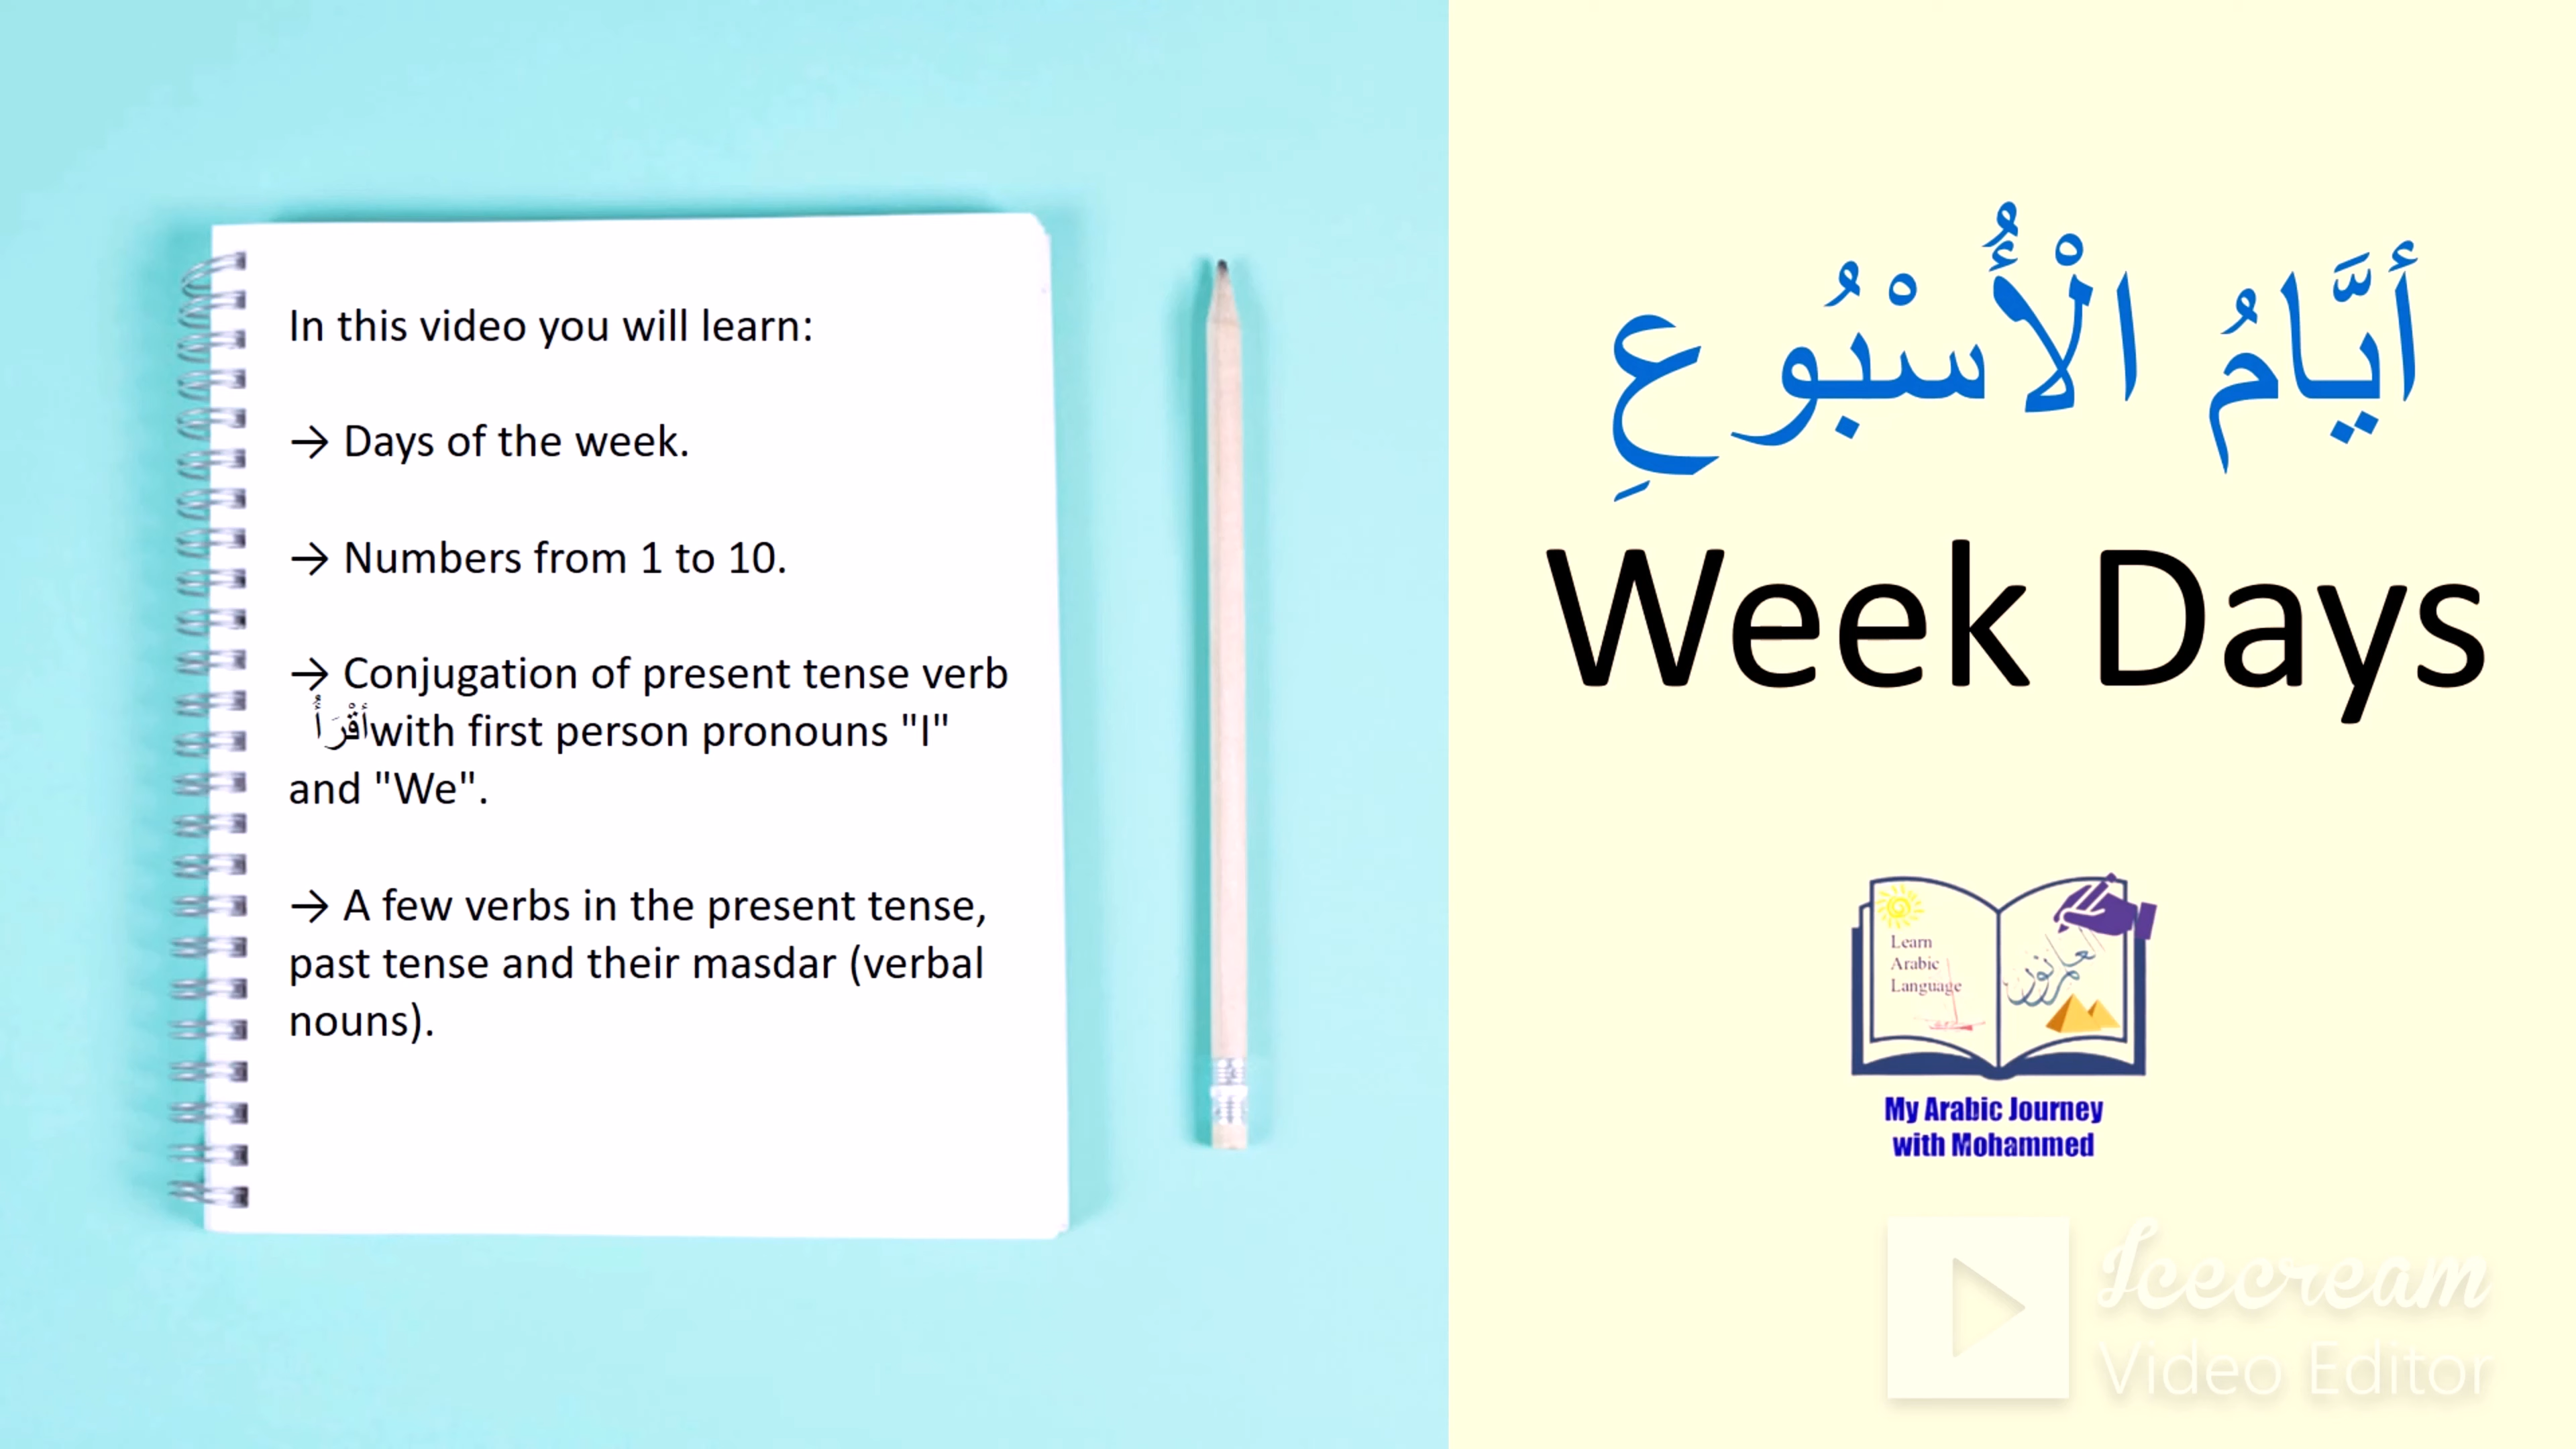 In this video you will learn:
→ Days of the week.
→ Numbers from 1 to 10.
→ Conjugation of present tense verb
أَقْرَأُ with first person pronouns "I"
and "We".
→ A few verbs in the present tense,
past tense and their masdar (verbal
nouns).
أَيَّامُ الْأُسْبُوعِ
Week Days
Learn
Arabic
Language
My Arabic Journey
with Mohammed
Icecream
Video Editor